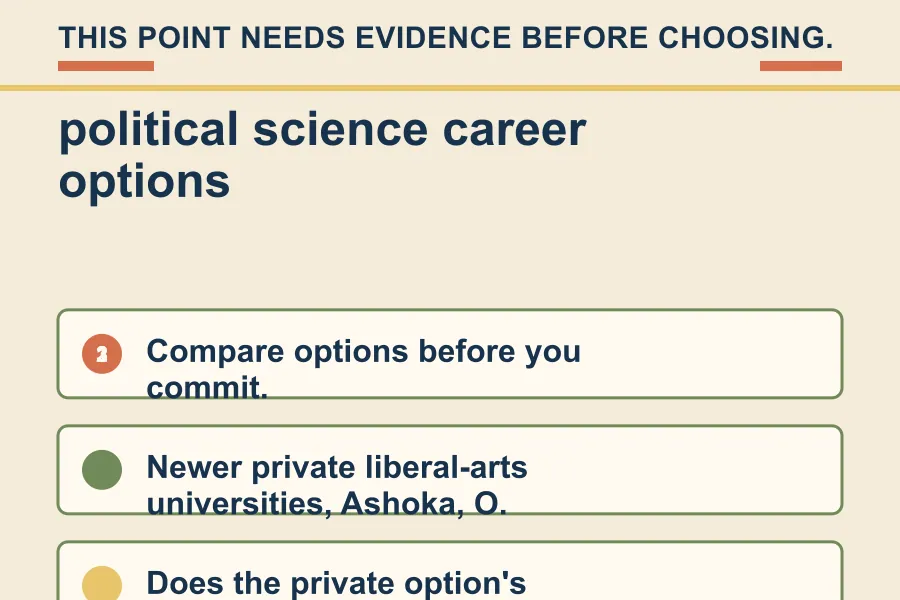 THIS POINT NEEDS EVIDENCE BEFORE CHOOSING.
political science career
options
Compare options before you
commit.
Newer private liberal-arts
universities, Ashoka, O.
Does the private option's